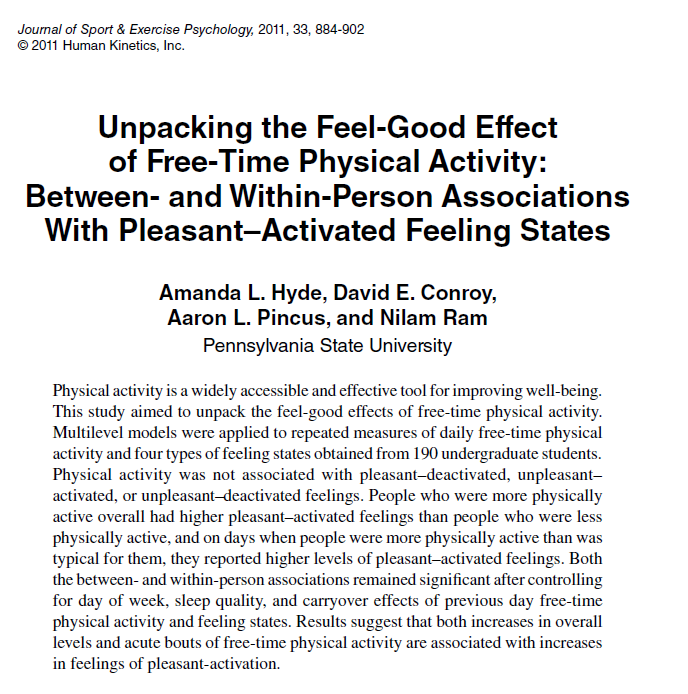 Journal of Sport & Exercise Psychology, 2011, 33, 884-902
© 2011 Human Kinetics, Inc.
Unpacking the Feel-Good Effect
of Free-Time Physical Activity:
Between- and Within-Person Associations
With Pleasant–Activated Feeling States
Amanda L. Hyde, David E. Conroy,
Aaron L. Pincus, and Nilam Ram
Pennsylvania State University
Physical activity is a widely accessible and effective tool for improving well-being.
This study aimed to unpack the feel-good effects of free-time physical activity.
Multilevel models were applied to repeated measures of daily free-time physical
activity and four types of feeling states obtained from 190 undergraduate students.
Physical activity was not associated with pleasant–deactivated, unpleasant–
activated, or unpleasant–deactivated feelings. People who were more physically
active overall had higher pleasant–activated feelings than people who were less
physically active, and on days when people were more physically active than was
typical for them, they reported higher levels of pleasant–activated feelings. Both
the between- and within-person associations remained significant after controlling
for day of week, sleep quality, and carryover effects of previous day free-time
physical activity and feeling states. Results suggest that both increases in overall
levels and acute bouts of free-time physical activity are associated with increases
in feelings of pleasant-activation.